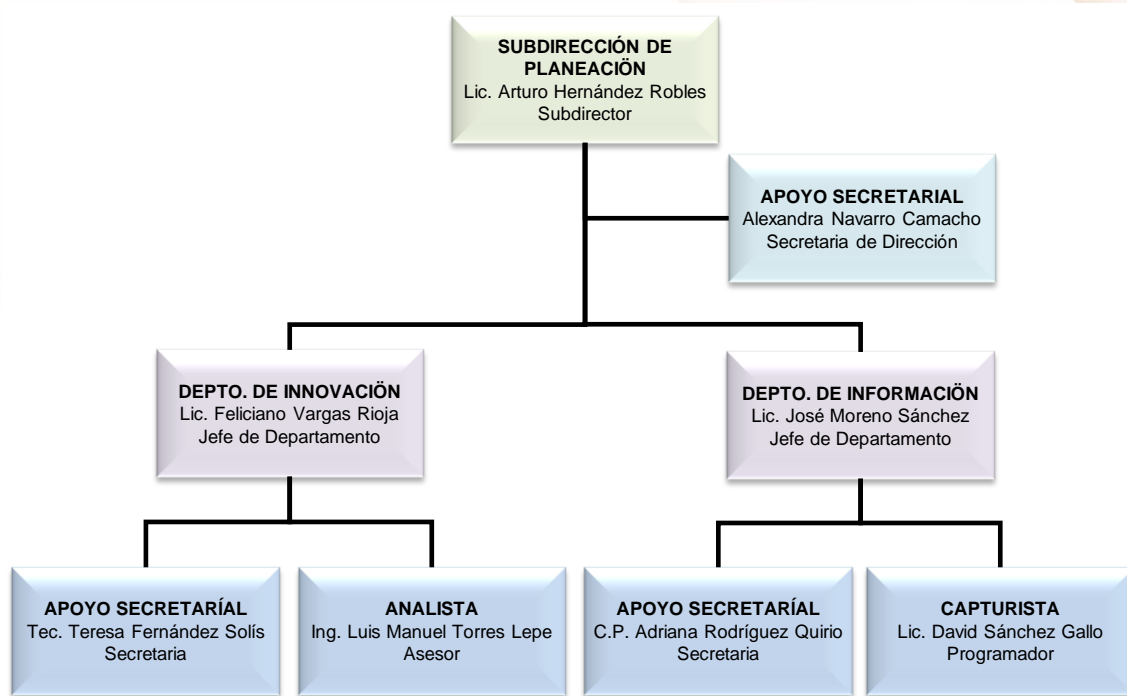 SUBDIRECCIÓN DE
PLANEACIÖN
Lic. Arturo Hernández Robles
Subdirector
APOYO SECRETARIAL
Alexandra Navarro Camacho
Secretaria de Dirección
DEPTO. DE INNOVACIÖN
Lic. Feliciano Vargas Rioja
Jefe de Departamento
DEPTO. DE INFORMACIÖN
Lic. José Moreno Sánchez
Jefe de Departamento
APOYO SECRETARÍAL
Tec. Teresa Fernández Solís
Secretaria
ANALISTA
Ing. Luis Manuel Torres Lepe
Asesor
APOYO SECRETARÍAL
C.P. Adriana Rodríguez Quirio
Secretaria
CAPTURISTA
Lic. David Sánchez Gallo
Programador